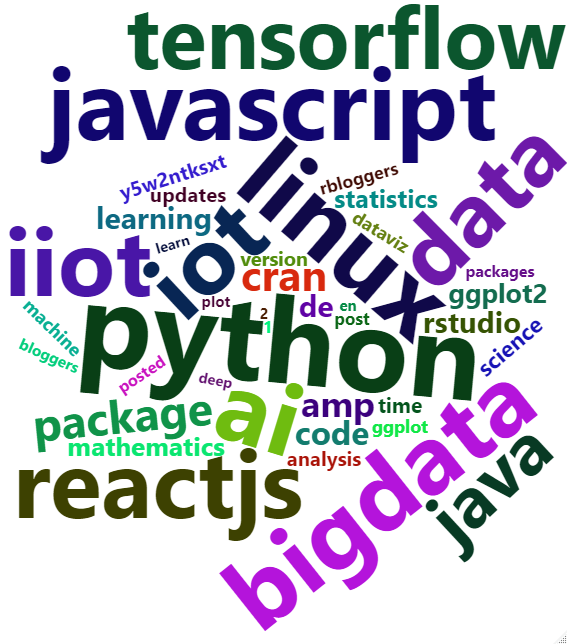 tensorflow
javascript
linux
data
y5w2ntksxt
rbloggers
updates
statistics
learning
dataviz
learn
iot
iiot
version
cran
packages
ggplot2
plot
2
1
de
en
post
rstudio
machine
python
science
bloggers
posted
deep
package
ai
amp
time
code
ggplot
mathematics
analysis
reactjs
bigdata
java